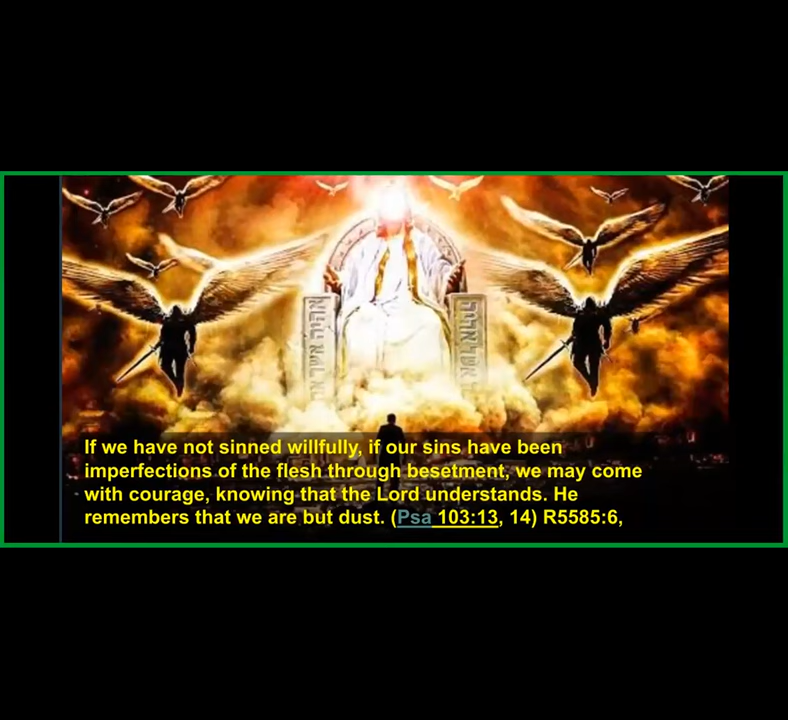 If we have not sinned willfully, if our sins have been
imperfections of the flesh through besetment, we may come
with courage, knowing that the Lord understands. He
remembers that we are but dust. (Psa 103:13, 14) R5585:6,